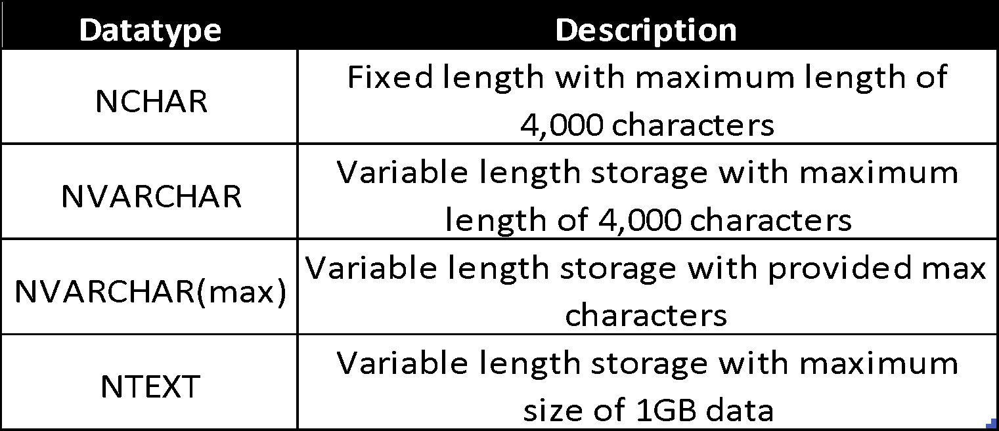 Datatype Description
NCHAR Fixed length with maximum length of
4,000 characters
NVARCHAR Variable length storage with maximum
length of 4,000 characters
NVARCHAR(max) Variable length storage with provided max
characters
NTEXT Variable length storage with maximum
size of 1GB data